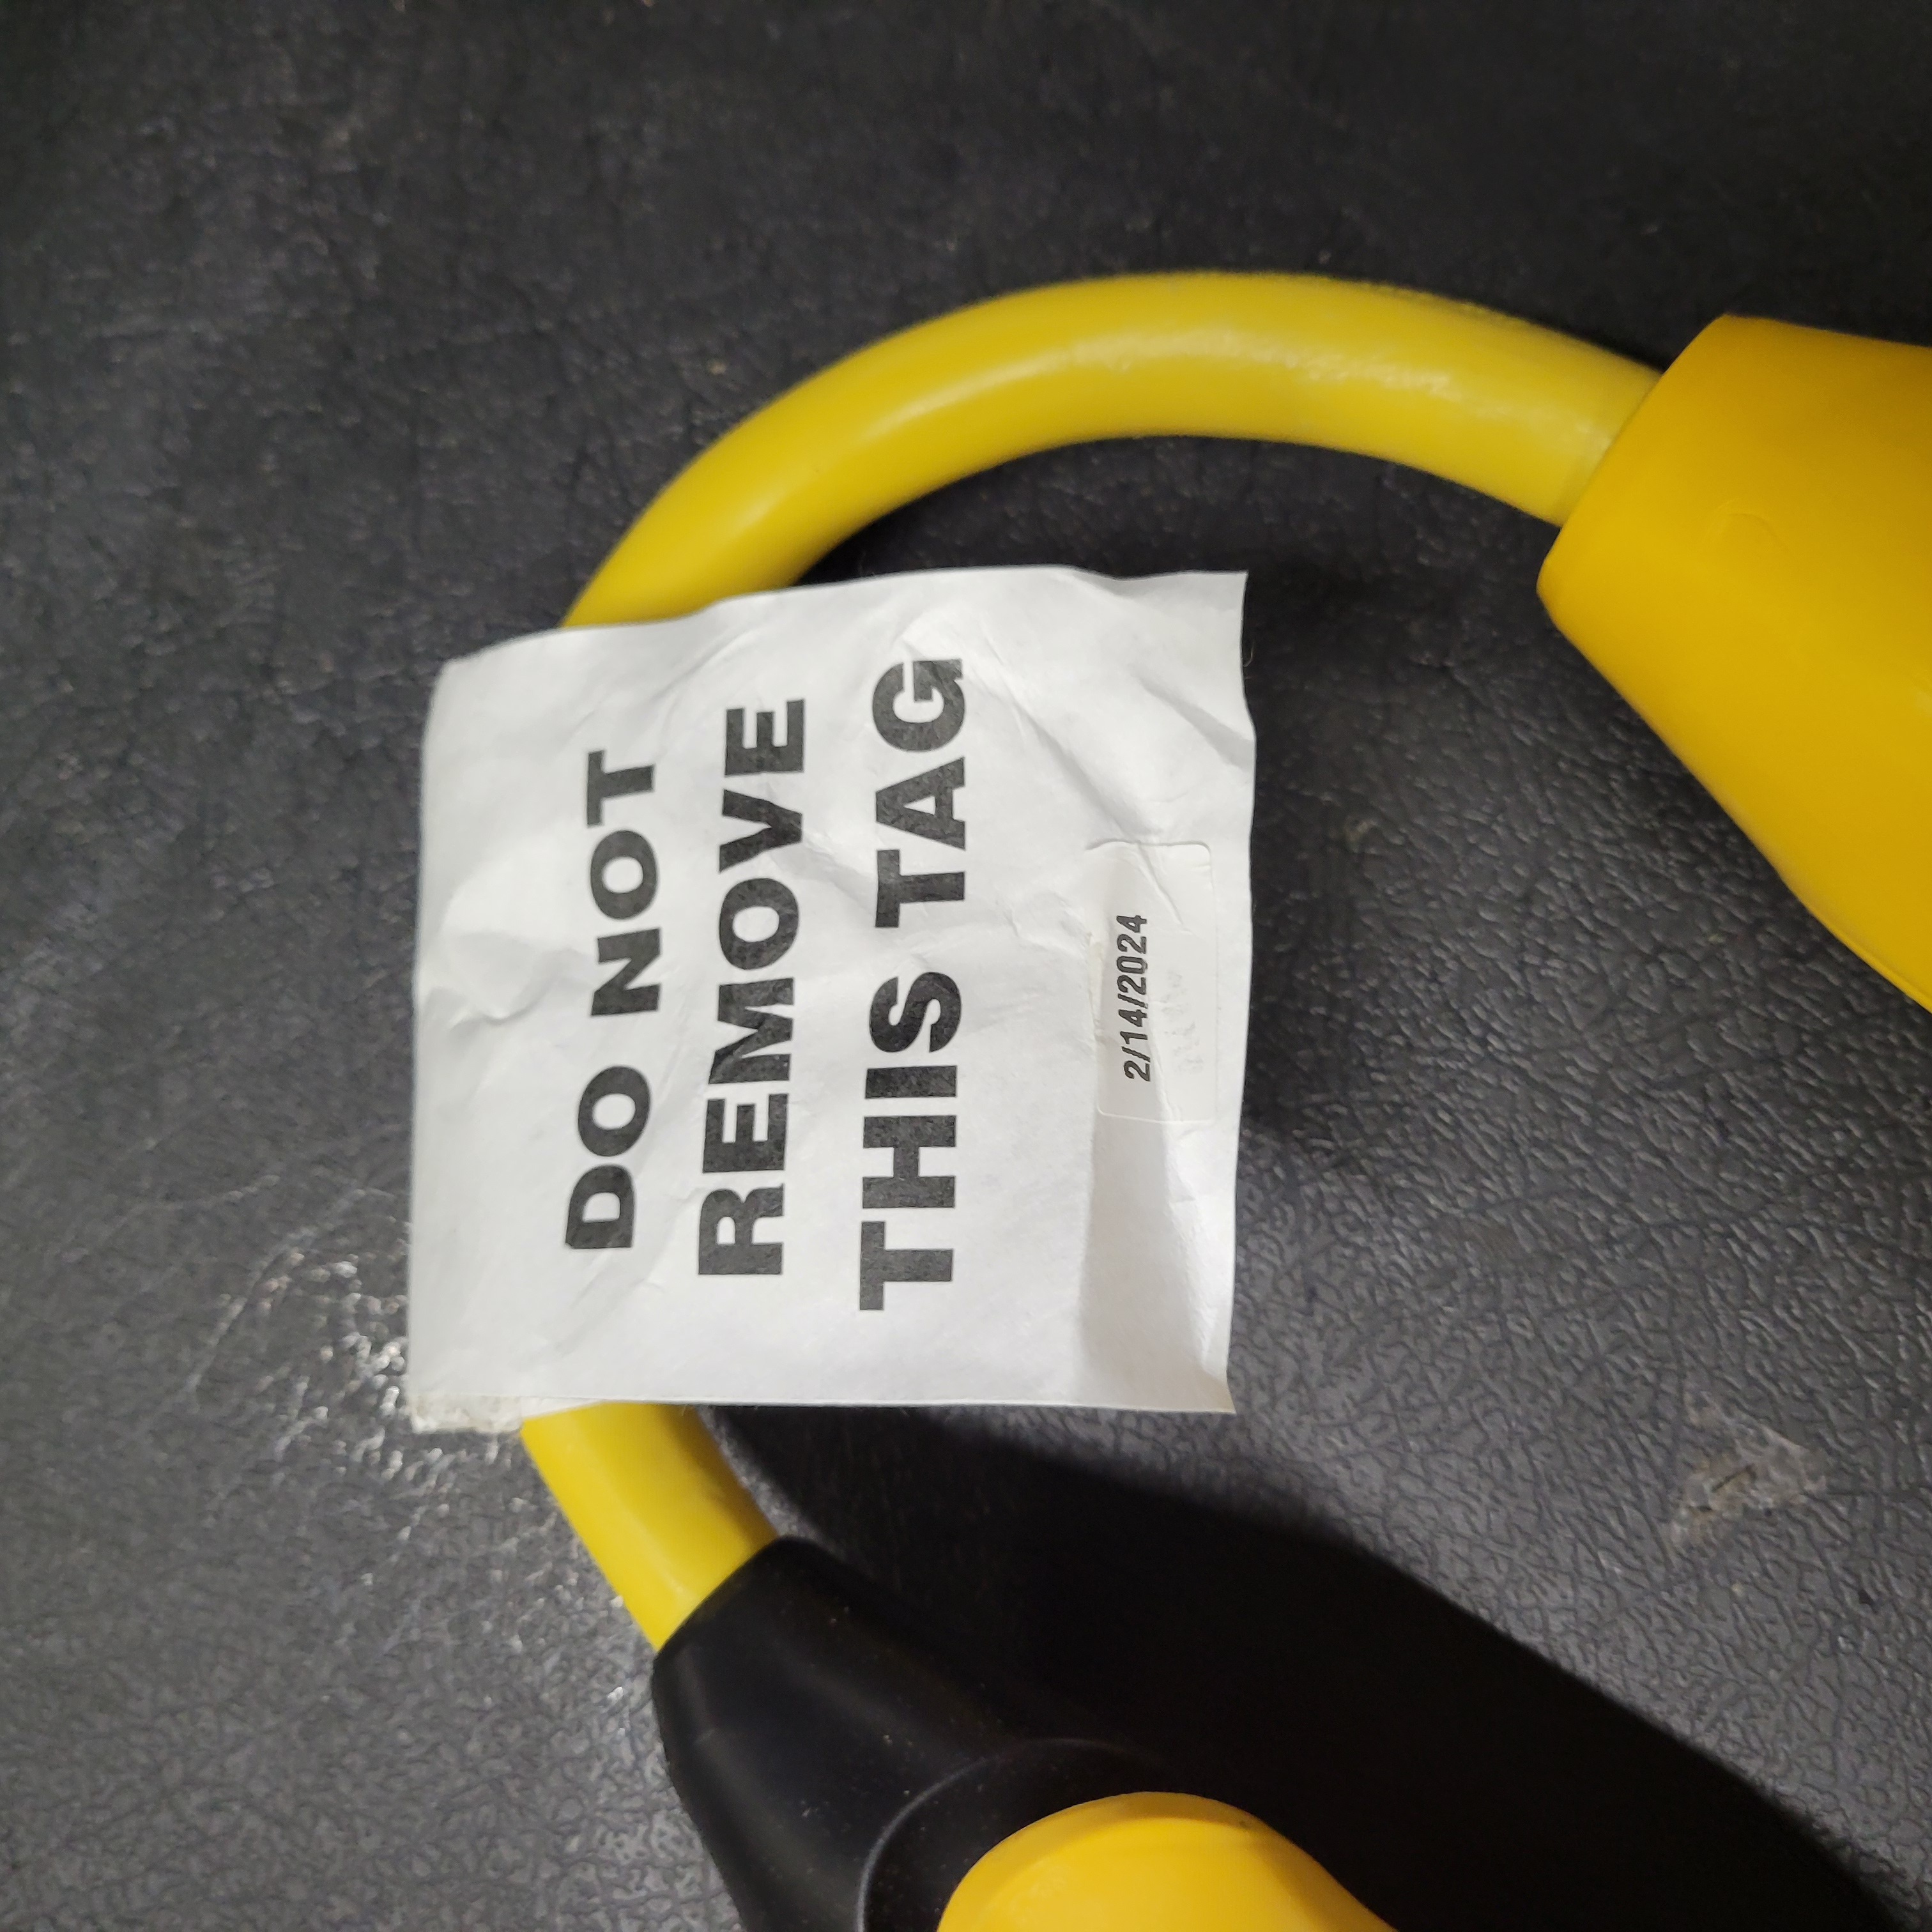 DO NOT
REMOVE
THIS TAG
2/14/2024